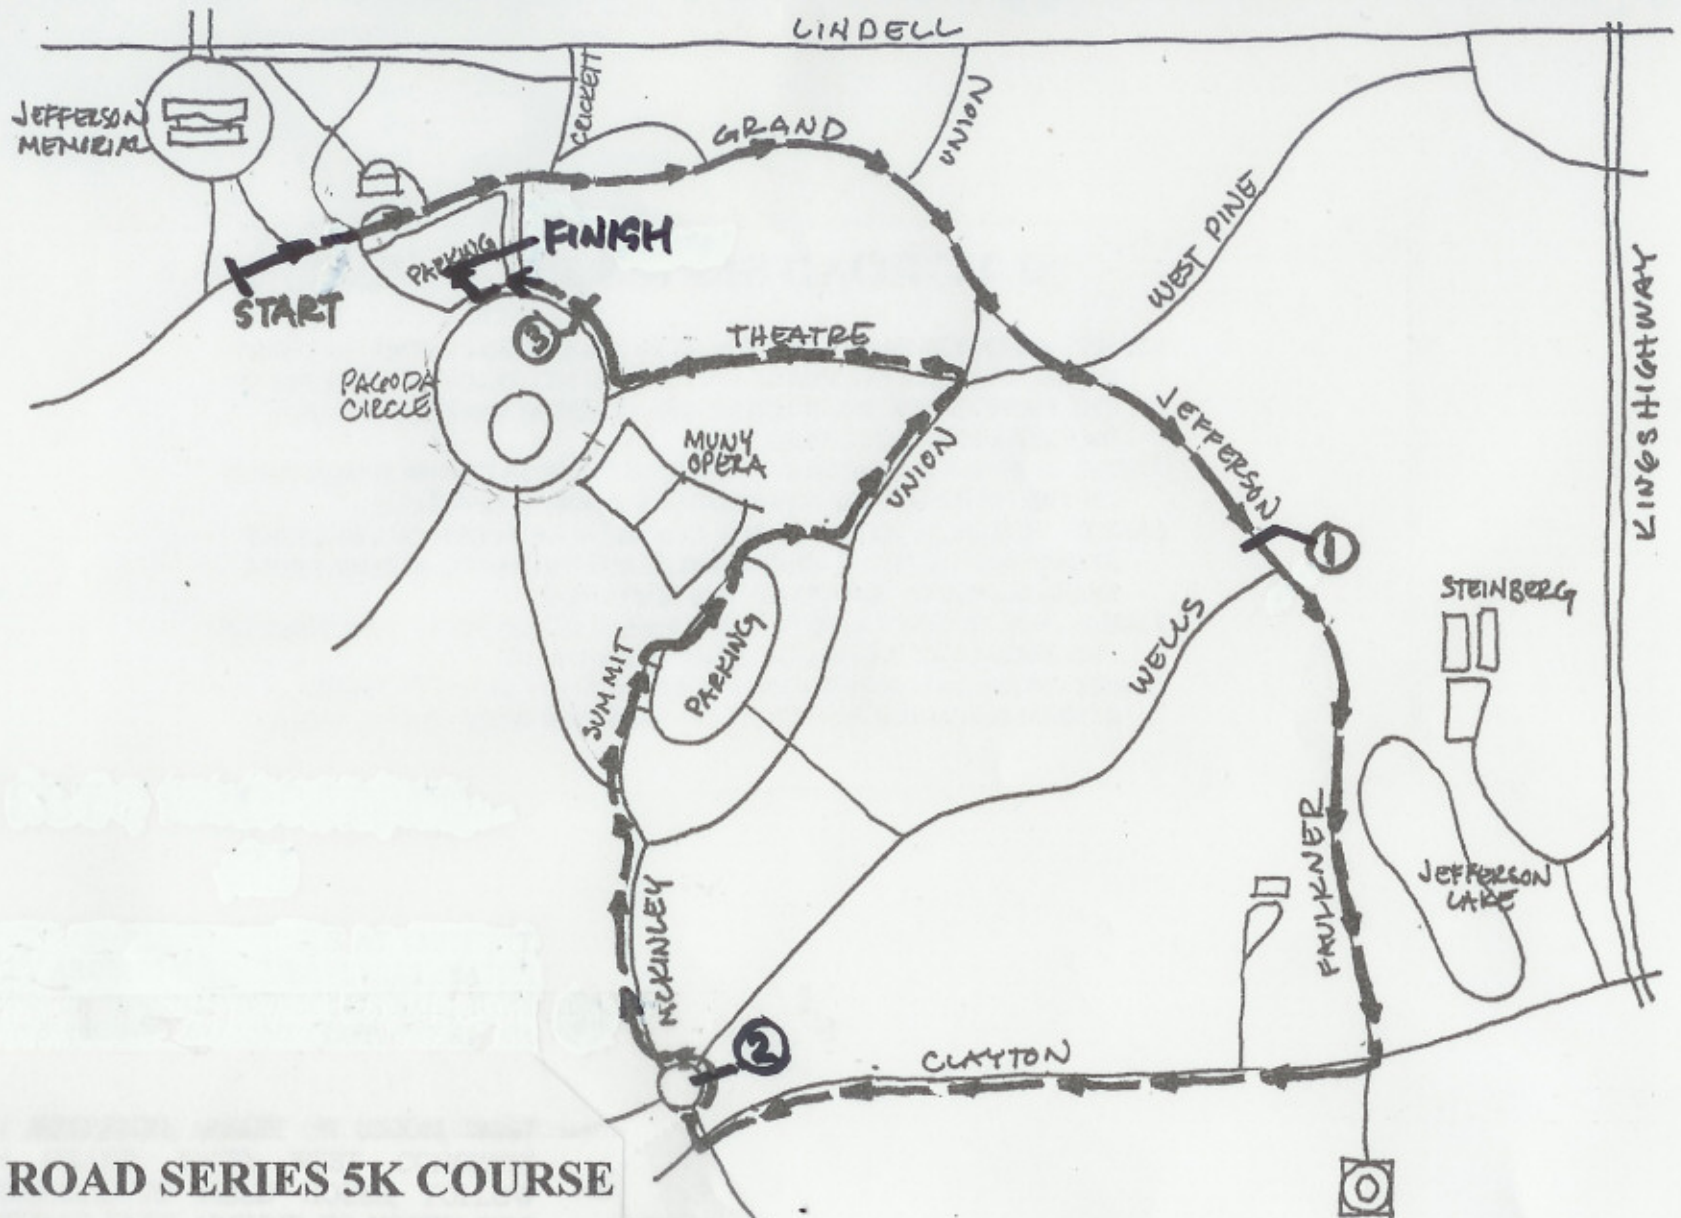 LINDELL
JEFFERSON
MEMORIAL
CRICKETT
GRAND
UNION
WEST PINE
KINGSHIGHWAY
PARKING
FINISH
START
3
THEATRE
PAGODA
CIRCLE
MUNY
OPERA
UNION
JEFFERSON
1
STEINBERG
SUMMIT
PARKING
WELLS
FAULKNER
JEFFERSON
LAKE
MCKINLEY
2
CLAYTON
ROAD SERIES 5K COURSE